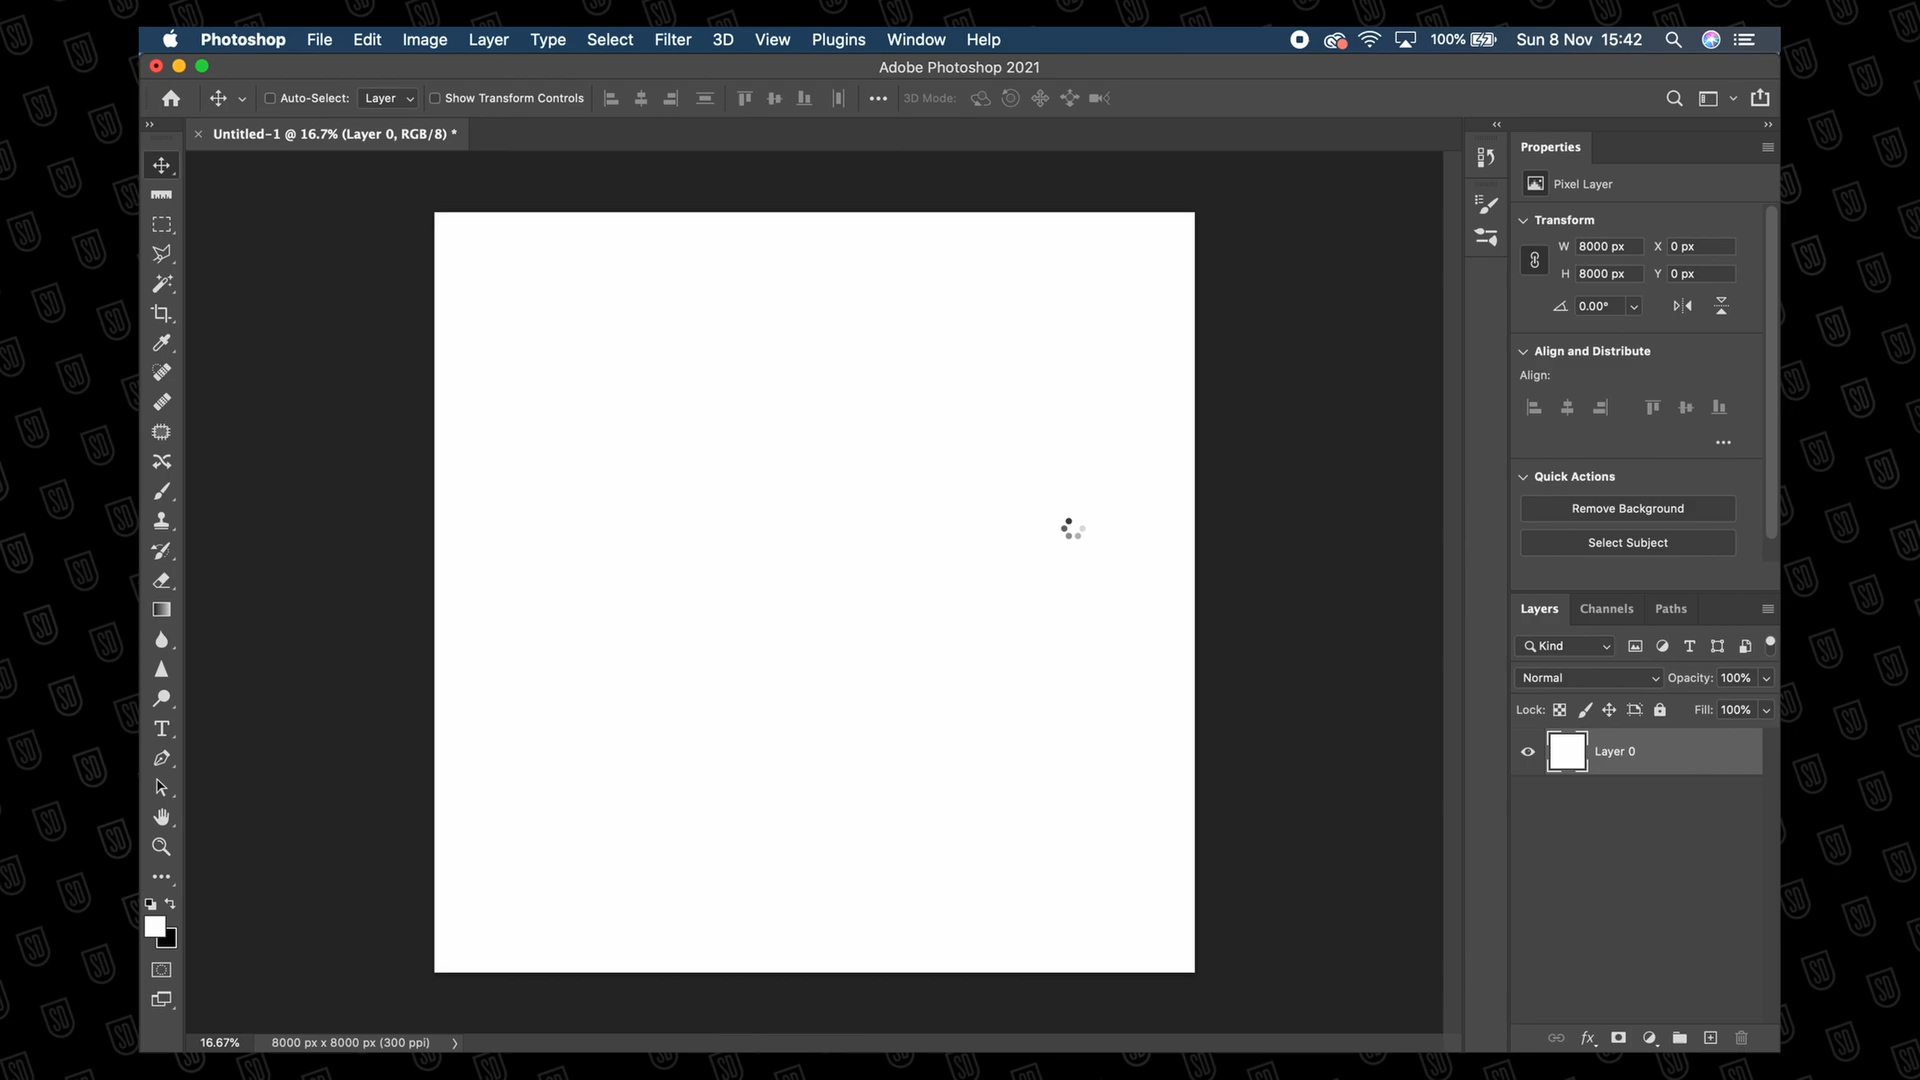 Photoshop File Edit Image Layer Type Select Filter 3D View Plugins Window Help 100% Sun 8 Nov 15:42
Adobe Photoshop 2021
Auto-Select: Layer Show Transform Controls 3D Mode:
Untitled-1 @ 16.7% (Layer 0, RGB/8) *
Properties
Pixel Layer
Transform
W 8000 px X 0 px
H 8000 px Y 0 px
0.00°
Align and Distribute
Align:
Quick Actions
Remove Background
Select Subject
Layers Channels Paths
Kind
Normal Opacity: 100%
Lock: Fill: 100%
Layer 0
16.67% 8000 px x 8000 px (300 ppi)